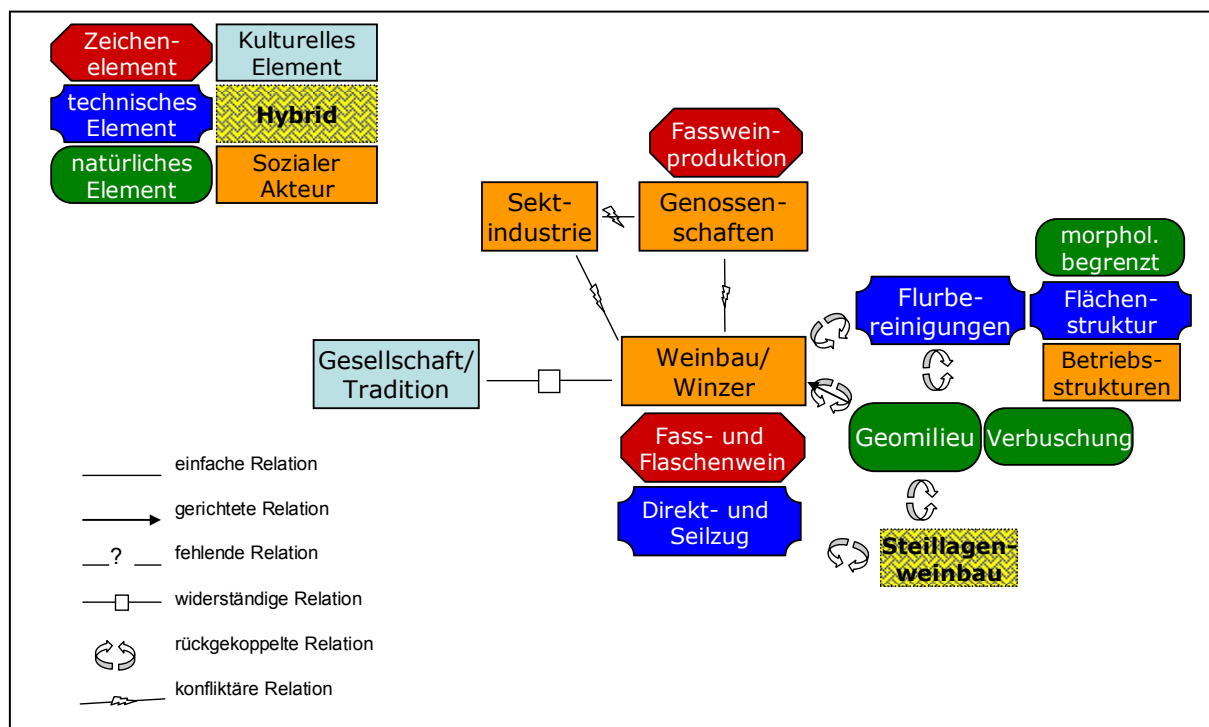 Zeichen-
element
Kulturelles
Element
technisches
Element
Hybrid
natürliches
Element
Sozialer
Akteur
Fasswein-
produktion
Sekt-
industrie
Genossen-
schaften
morphol.
begrenzt
Flurbe-
reinigungen
Flächen-
struktur
Betriebs-
strukturen
Gesellschaft/
Tradition
Weinbau/
Winzer
Geomilieu
Verbuschung
Fass- und
Flaschenwein
Direkt- und
Seilzug
Steillagen-
weinbau
einfache Relation
gerichtete Relation
__? __ fehlende Relation
widerständige Relation
rückgekoppelte Relation
konfliktäre Relation